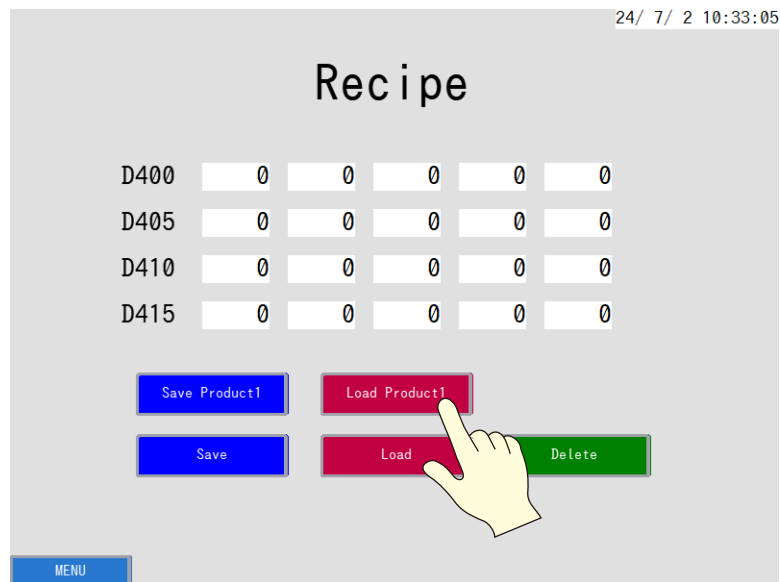 24/ 7/ 2 10:33:05
Recipe
D400 0 0 0 0 0
D405 0 0 0 0 0
D410 0 0 0 0 0
D415 0 0 0 0 0
Save Product1 Load Product1
Save Load Delete
MENU